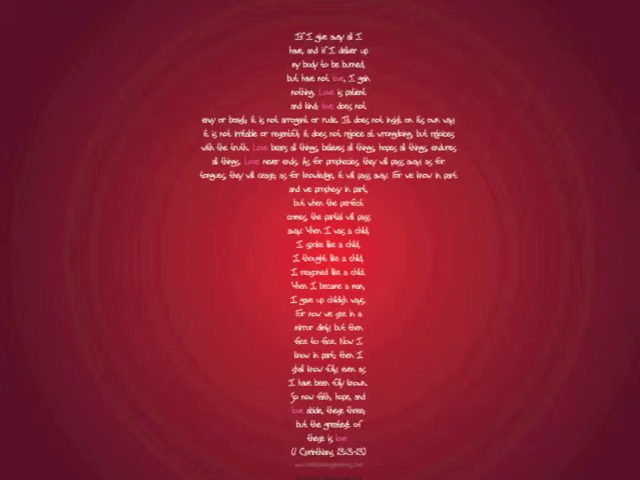 If I give away all I
have, and if I deliver up
my body to be burned,
but have not love, I gain
nothing. Love is patient
and kind; love does not
envy or boast; it is not arrogant or rude. It does not insist on its own way;
it is not irritable or resentful; it does not rejoice at wrongdoing, but rejoices
with the truth. Love bears all things, believes all things, hopes all things, endures
all things. Love never ends. As for prophecies, they will pass away; as for
tongues, they will cease; as for knowledge, it will pass away. For we know in part
and we prophesy in part,
but when the perfect
comes, the partial will pass
away. When I was a child,
I spoke like a child,
I thought like a child,
I reasoned like a child.
When I became a man,
I gave up childish ways.
For now we see in a
mirror dimly, but then
face to face. Now I
know in part; then I
shall know fully, even as
I have been fully known.
So now faith, hope, and
love abide, these three;
but the greatest of
these is love
(1 Corinthians 13:3-13)